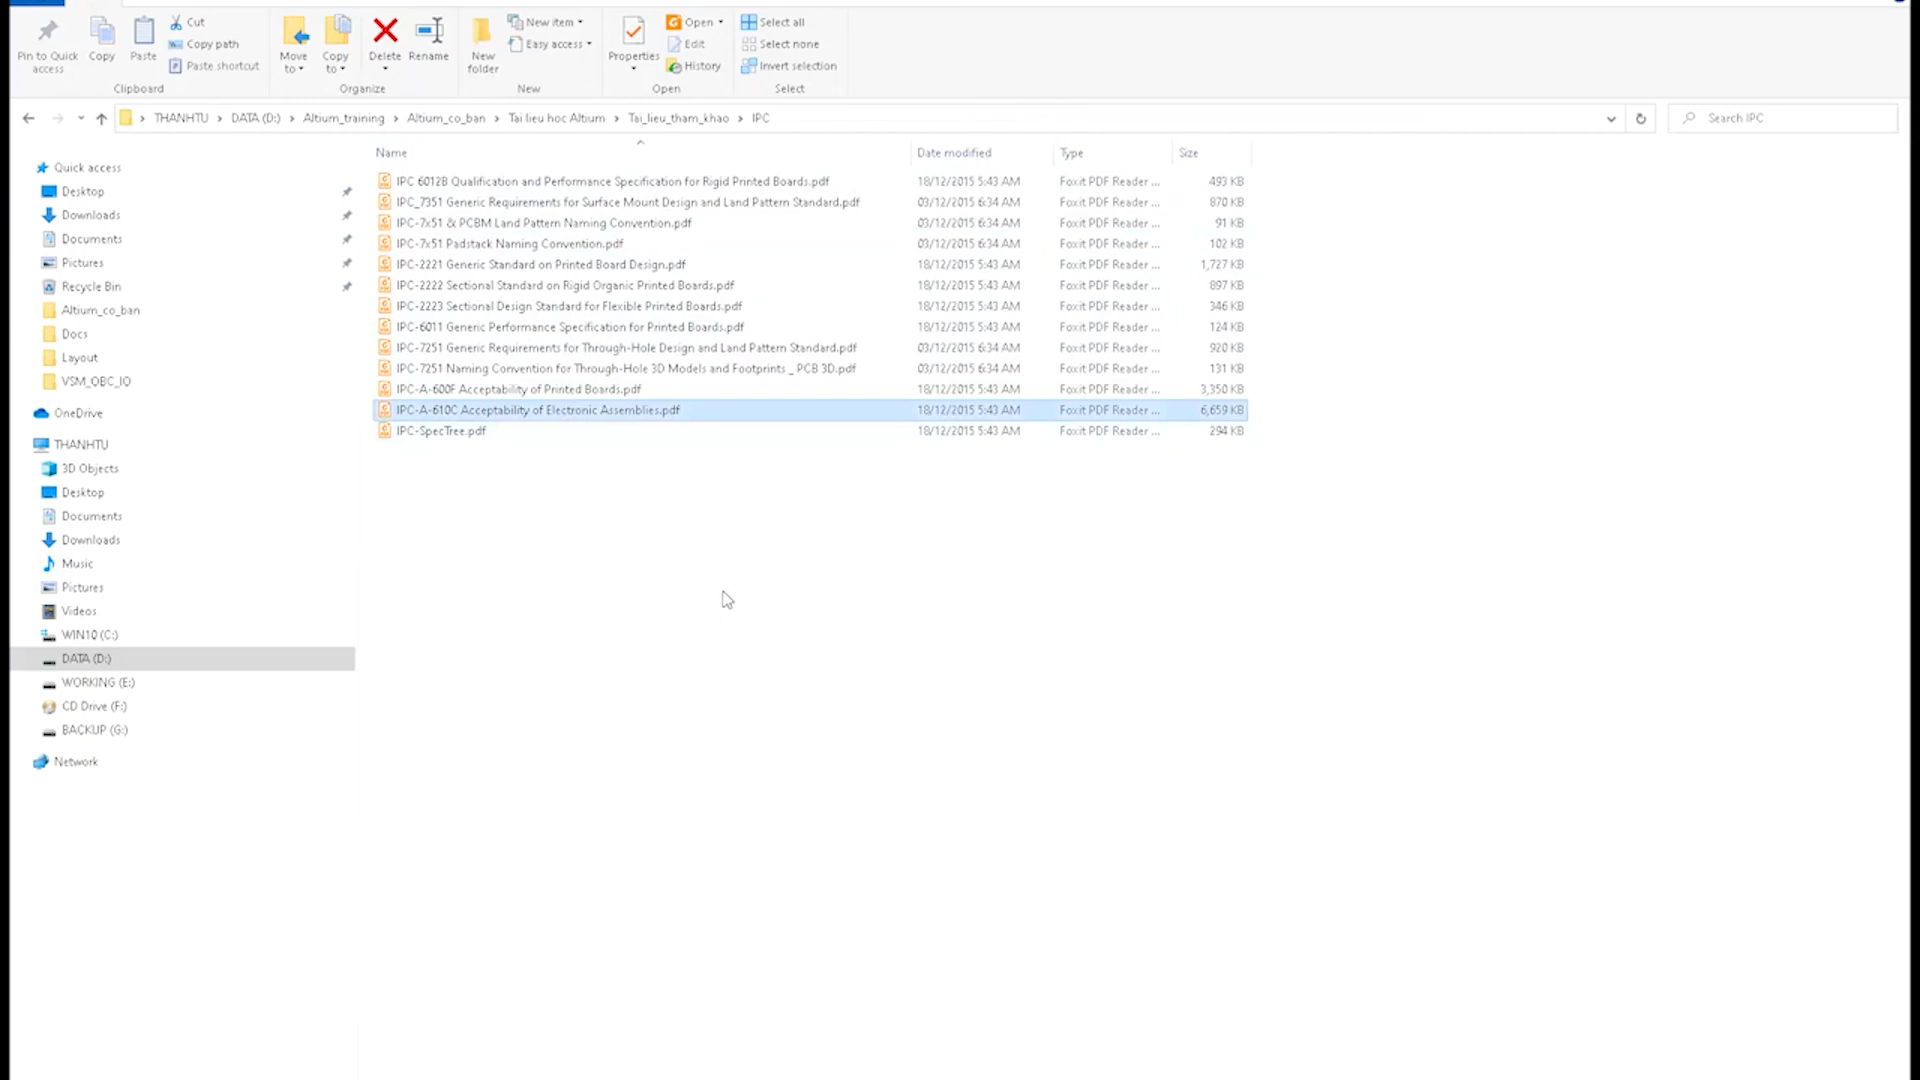 Pin to Quick access
Copy
Paste
Cut
Copy path
Paste shortcut
Clipboard
Move to
Copy to
Delete
Rename
Organize
New folder
New item
Easy access
New
Properties
Open
Edit
History
Open
Select all
Select none
Invert selection
Select
THANHTU > DATA (D:) > Altium_training > Altium_co_ban > Tai lieu hoc Altium > Tai_lieu_tham_khao > IPC
Search IPC
Quick access
Desktop
Downloads
Documents
Pictures
Recycle Bin
Altium_co_ban
Docs
Layout
VSM_OBC_IO
OneDrive
THANHTU
3D Objects
Desktop
Documents
Downloads
Music
Pictures
Videos
WIN10 (C:)
DATA (D:)
WORKING (E:)
CD Drive (F:)
BACKUP (G:)
Network
Name Date modified Type Size
IPC 6012B Qualification and Performance Specification for Rigid Printed Boards.pdf 18/12/2015 5:43 AM Foxit PDF Reader ... 493 KB
IPC_7351 Generic Requirements for Surface Mount Design and Land Pattern Standard.pdf 03/12/2015 6:34 AM Foxit PDF Reader ... 870 KB
IPC-7x51 & PCBM Land Pattern Naming Convention.pdf 03/12/2015 6:34 AM Foxit PDF Reader ... 91 KB
IPC-7x51 Padstack Naming Convention.pdf 03/12/2015 6:34 AM Foxit PDF Reader ... 102 KB
IPC-2221 Generic Standard on Printed Board Design.pdf 18/12/2015 5:43 AM Foxit PDF Reader ... 1,727 KB
IPC-2222 Sectional Standard on Rigid Organic Printed Boards.pdf 18/12/2015 5:43 AM Foxit PDF Reader ... 897 KB
IPC-2223 Sectional Design Standard for Flexible Printed Boards.pdf 18/12/2015 5:43 AM Foxit PDF Reader ... 346 KB
IPC-6011 Generic Performance Specification for Printed Boards.pdf 18/12/2015 5:43 AM Foxit PDF Reader ... 124 KB
IPC-7251 Generic Requirements for Through-Hole Design and Land Pattern Standard.pdf 03/12/2015 6:34 AM Foxit PDF Reader ... 920 KB
IPC-7251 Naming Convention for Through-Hole 3D Models and Footprints _ PCB 3D.pdf 03/12/2015 6:34 AM Foxit PDF Reader ... 131 KB
IPC-A-600F Acceptability of Printed Boards.pdf 18/12/2015 5:43 AM Foxit PDF Reader ... 3,350 KB
IPC-A-610C Acceptability of Electronic Assemblies.pdf 18/12/2015 5:43 AM Foxit PDF Reader ... 6,659 KB
IPC-SpecTree.pdf 18/12/2015 5:43 AM Foxit PDF Reader ... 294 KB